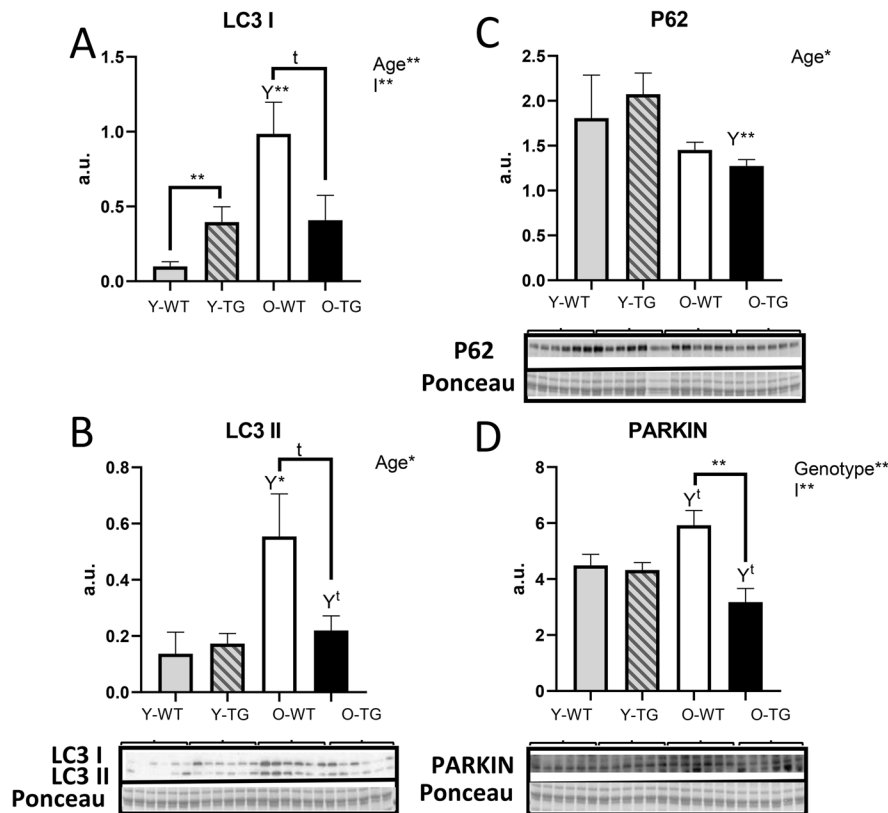 A
LC3 I
t
Age**
I**
Y**
**
1.5
1.0
0.5
0.0
a.u.
Y-WT Y-TG O-WT O-TG
C
P62
Age*
Y**
2.5
2.0
1.5
1.0
0.5
0.0
a.u.
Y-WT Y-TG O-WT O-TG
P62
Ponceau
B
LC3 II
t
Age*
Y*
Yᵗ
0.8
0.6
0.4
0.2
0.0
a.u.
Y-WT Y-TG O-WT O-TG
LC3 I
LC3 II
Ponceau
D
PARKIN
Genotype**
I**
**
Yᵗ
Yᵗ
8
6
4
2
0
a.u.
Y-WT Y-TG O-WT O-TG
PARKIN
Ponceau